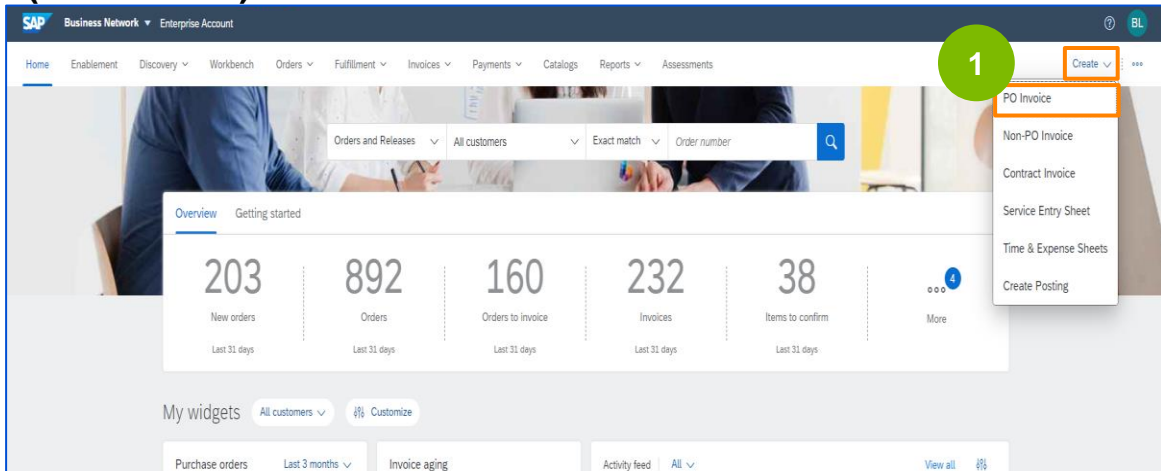 SAP Business Network Enterprise Account BL
Home Enablement Discovery Workbench Orders Fulfillment Invoices Payments Catalogs Reports Assessments Create
1
PO Invoice
Non-PO Invoice
Contract Invoice
Service Entry Sheet
Time & Expense Sheets
Create Posting
Orders and Releases All customers Exact match Order number
Overview Getting started
203 892 160 232 38 4
New orders Orders Orders to invoice Invoices Items to confirm More
Last 31 days Last 31 days Last 31 days Last 31 days Last 31 days
My widgets All customers Customize
Purchase orders Last 3 months Invoice aging Activity feed All View all